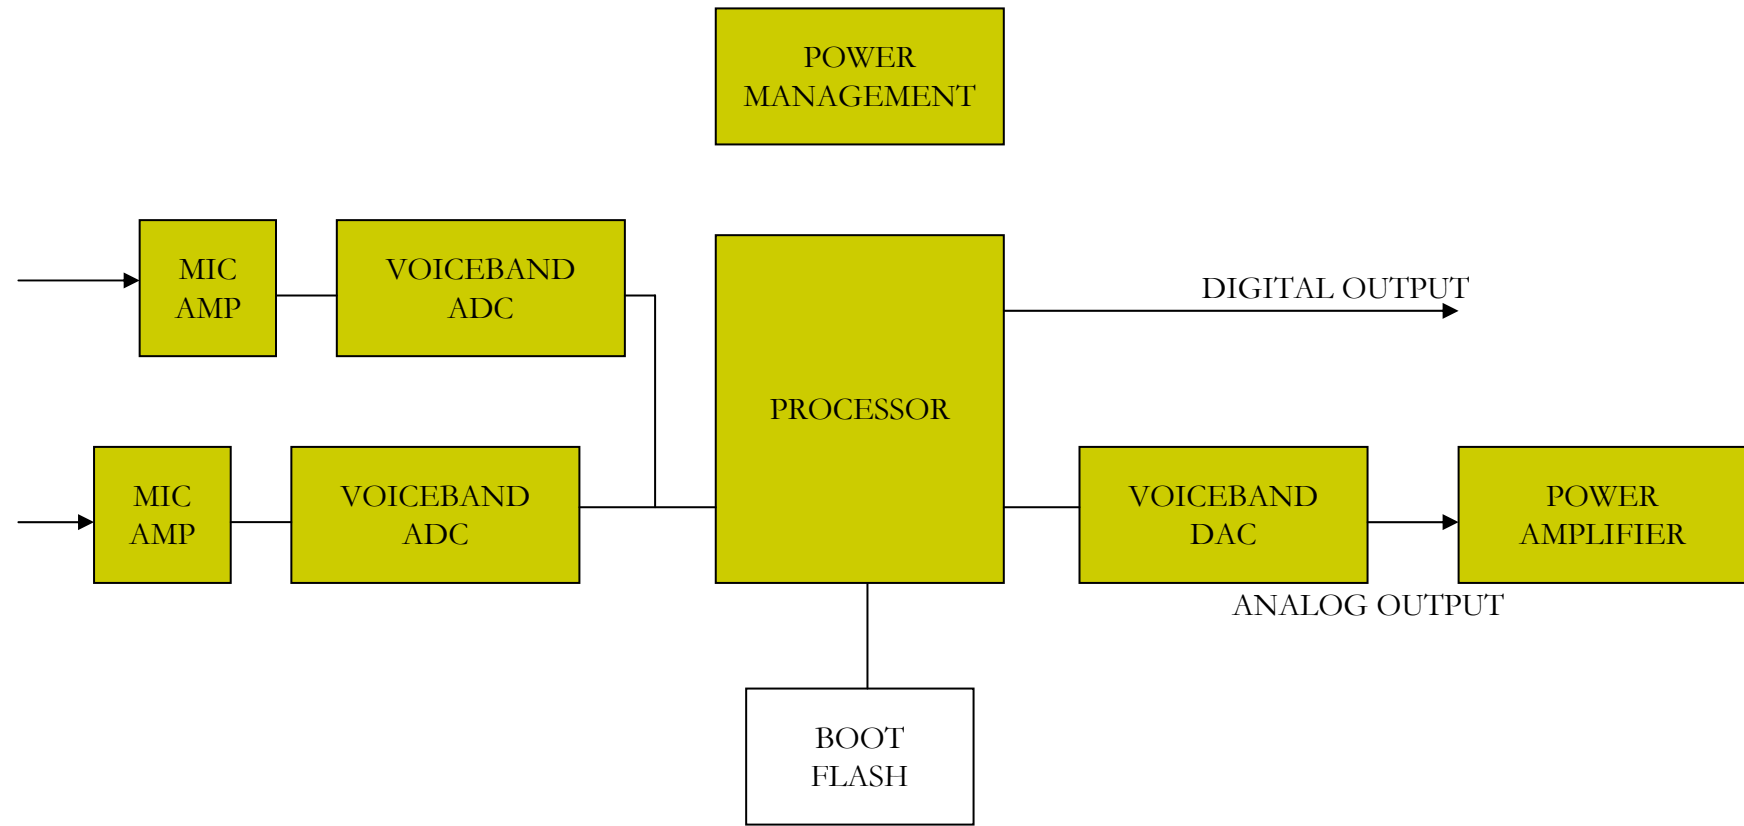 POWER
MANAGEMENT
MIC
AMP
VOICEBAND
ADC
DIGITAL OUTPUT
PROCESSOR
MIC
AMP
VOICEBAND
ADC
VOICEBAND
DAC
POWER
AMPLIFIER
ANALOG OUTPUT
BOOT
FLASH